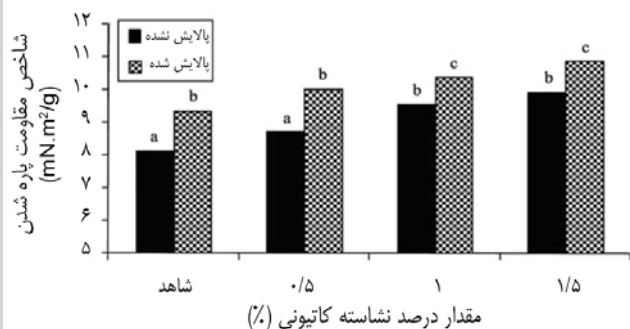 شاخص مقاومت پاره شدن
(mN.m²/g)
۱۲
۱۱
۱۰
۹
۸
۷
۶
۵
پالایش نشده
پالایش شده
a
b
a
b
b
c
b
c
شاهد
۰/۵
۱
۱/۵
مقدار درصد نشاسته کاتیونی (%)